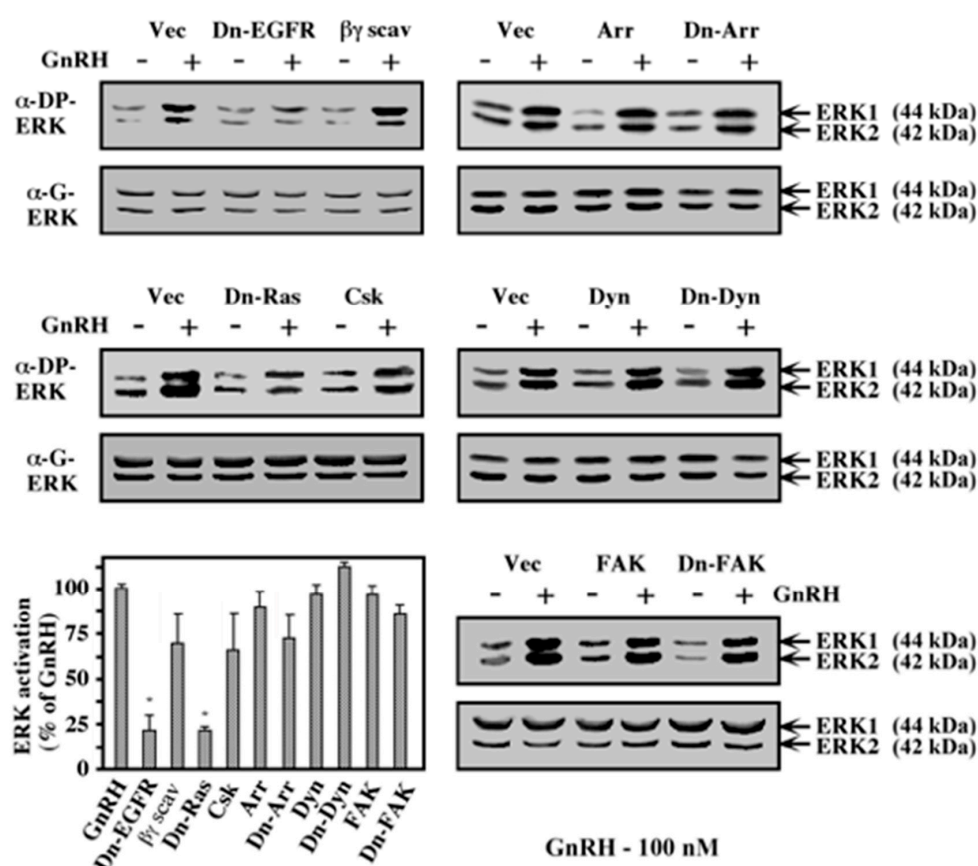 Vec Dn-EGFR βγ scav
GnRH - + - + - +
α-DP-
ERK
α-G-
ERK
Vec Arr Dn-Arr
- + - + - +
ERK1 (44 kDa)
ERK2 (42 kDa)
ERK1 (44 kDa)
ERK2 (42 kDa)
Vec Dn-Ras Csk
GnRH - + - + - +
α-DP-
ERK
α-G-
ERK
Vec Dyn Dn-Dyn
- + - + - +
ERK1 (44 kDa)
ERK2 (42 kDa)
ERK1 (44 kDa)
ERK2 (42 kDa)
ERK activation
(% of GnRH)
100
75
50
25
0
* *
GnRH
Dn-EGFR
βγ scav
Dn-Ras
Csk
Arr
Dn-Arr
Dyn
Dn-Dyn
FAK
Dn-FAK
Vec FAK Dn-FAK
- + - + - + GnRH
ERK1 (44 kDa)
ERK2 (42 kDa)
ERK1 (44 kDa)
ERK2 (42 kDa)
GnRH - 100 nM